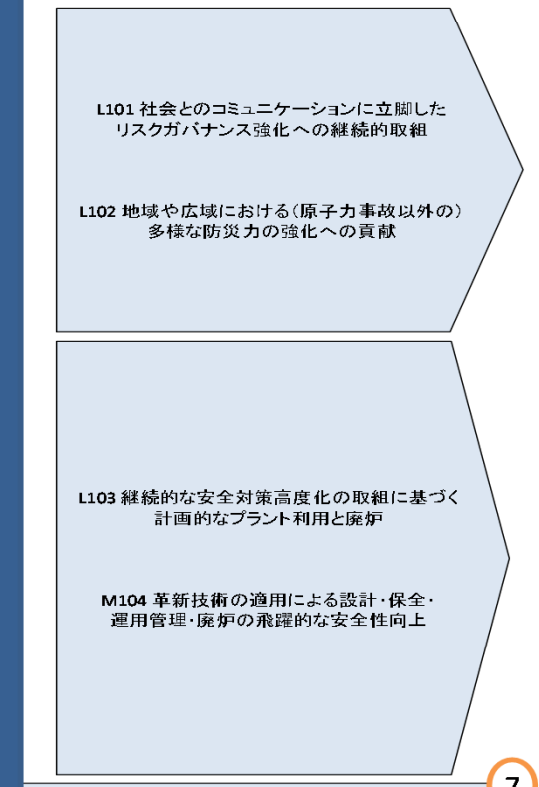 L101 社会とのコミュニケーションに立脚した
リスクガバナンス強化への継続的取組
L102 地域や広域における(原子力事故以外の)
多様な防災力の強化への貢献
L103 継続的な安全対策高度化の取組に基づく
計画的なプラント利用と廃炉
M104 革新技術の適用による設計・保全・
運用管理・廃炉の飛躍的な安全性向上
7